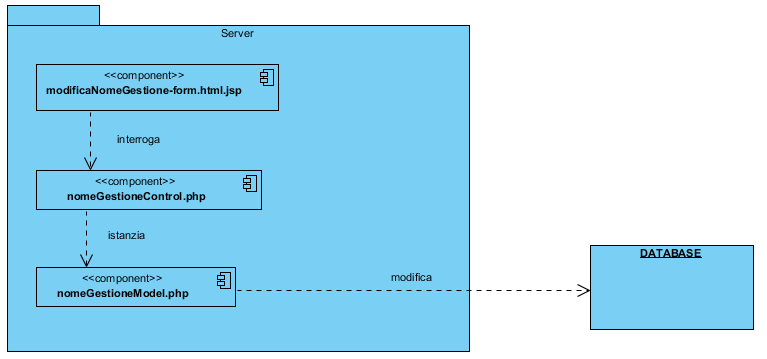 Server
<<component>>
modificaNomeGestione-form.html.jsp
interroga
<<component>>
nomeGestioneControl.php
istanzia
<<component>>
nomeGestioneModel.php
modifica
DATABASE